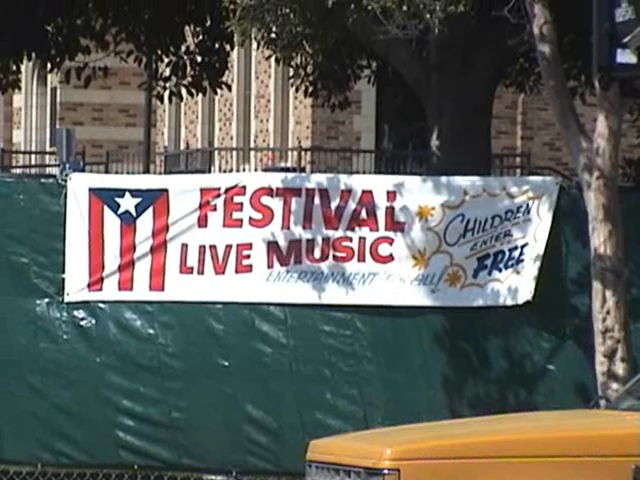 FESTIVAL
LIVE MUSIC
ENTERTAINMENT FOR ALL!
CHILDREN
ENTER
FREE